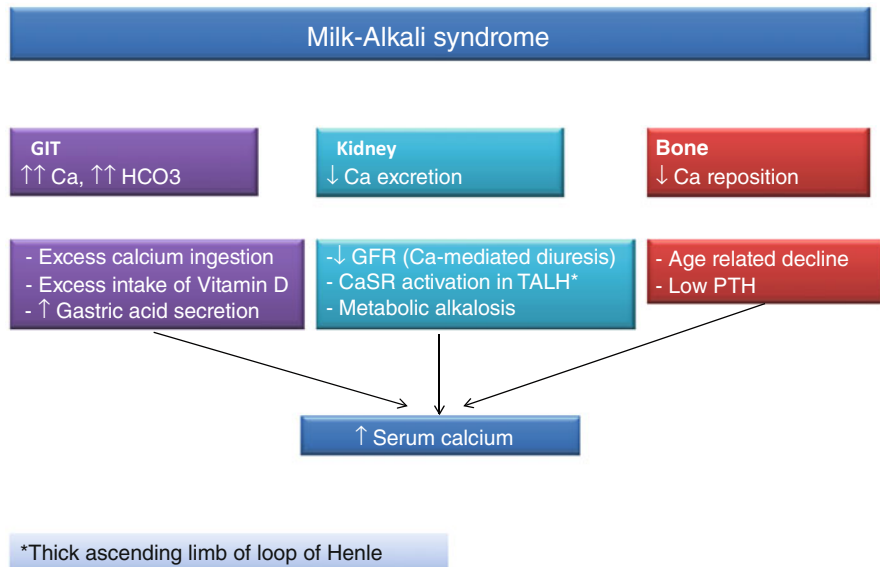 Milk-Alkali syndrome
GIT
↑↑ Ca, ↑↑ HCO3
Kidney
↓ Ca excretion
Bone
↓ Ca reposition
- Excess calcium ingestion
- Excess intake of Vitamin D
- ↑ Gastric acid secretion
-↓ GFR (Ca-mediated diuresis)
- CaSR activation in TALH*
- Metabolic alkalosis
- Age related decline
- Low PTH
↑ Serum calcium
*Thick ascending limb of loop of Henle